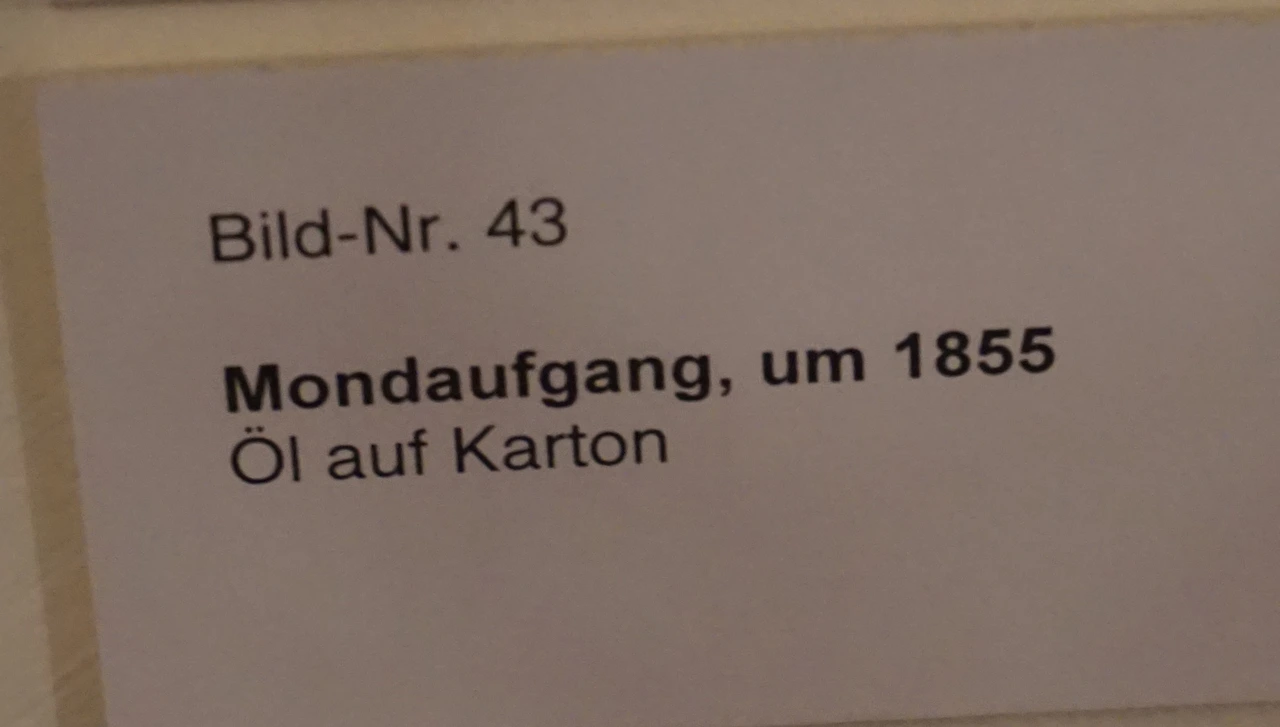 Bild-Nr. 43
Mondaufgang, um 1855
Öl auf Karton